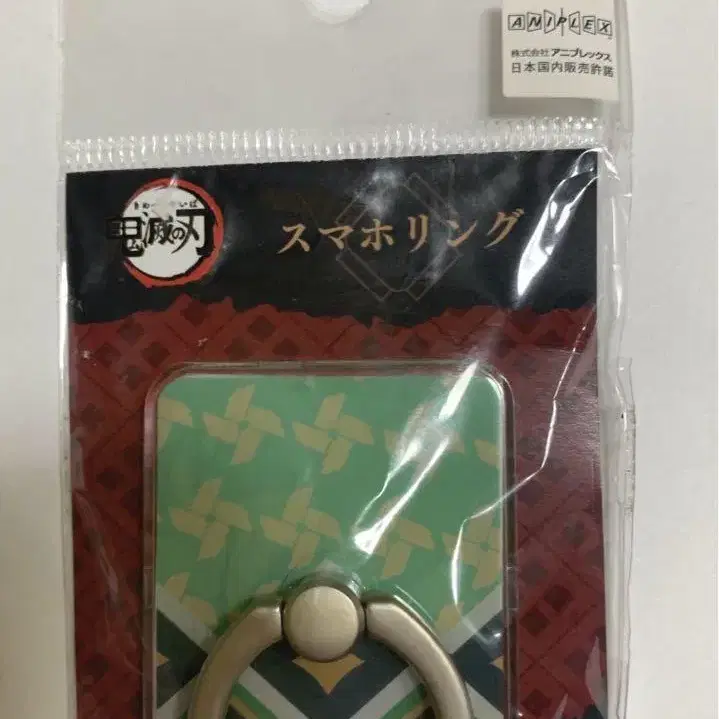 ANIPLEX
株式会社 アニプレックス
日本国内販売許諾
鬼滅の刃
スマホリング